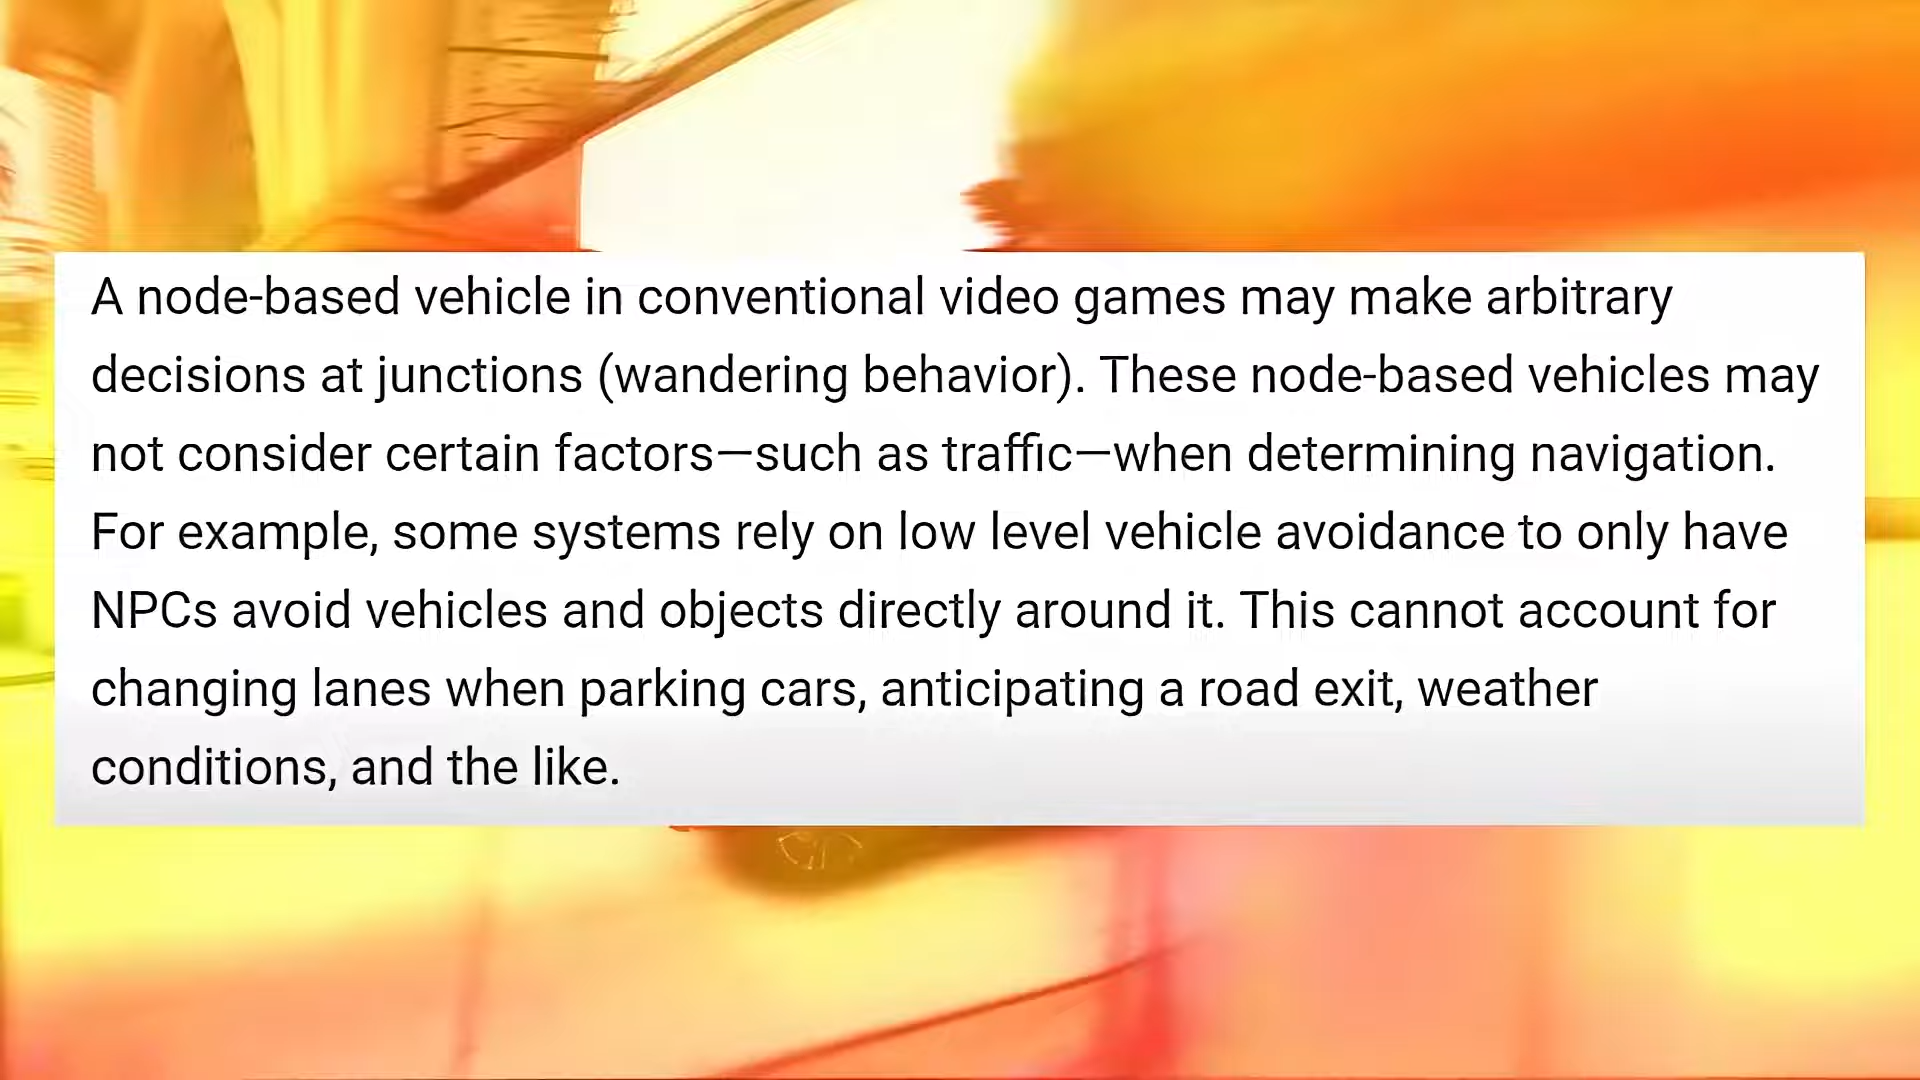 A node-based vehicle in conventional video games may make arbitrary
decisions at junctions (wandering behavior). These node-based vehicles may
not consider certain factors—such as traffic—when determining navigation.
For example, some systems rely on low level vehicle avoidance to only have
NPCs avoid vehicles and objects directly around it. This cannot account for
changing lanes when parking cars, anticipating a road exit, weather
conditions, and the like.